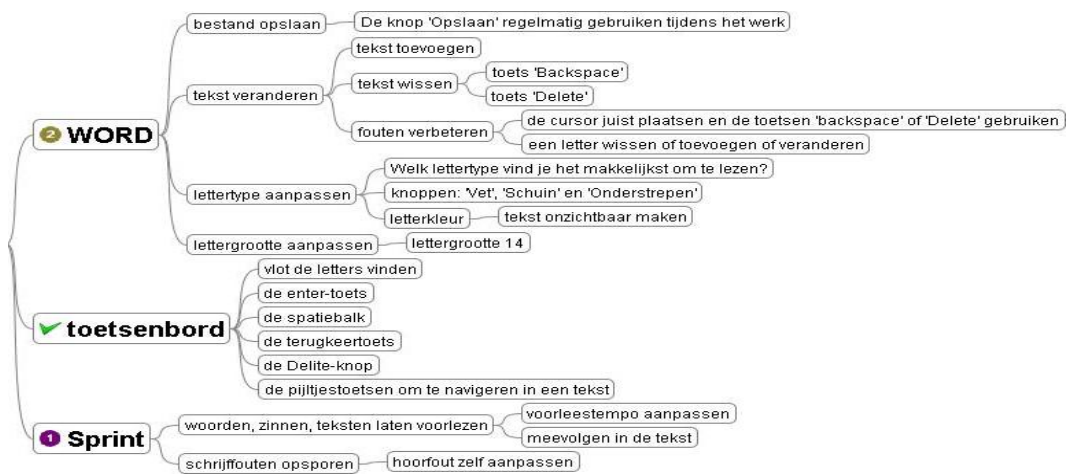 2 WORD
bestand opslaan
De knop 'Opslaan' regelmatig gebruiken tijdens het werk
tekst veranderen
tekst toevoegen
tekst wissen
toets 'Backspace'
toets 'Delete'
fouten verbeteren
de cursor juist plaatsen en de toetsen 'backspace' of 'Delete' gebruiken
een letter wissen of toevoegen of veranderen
lettertype aanpassen
Welk lettertype vind je het makkelijkst om te lezen?
knoppen: 'Vet', 'Schuin' en 'Onderstrepen'
letterkleur
tekst onzichtbaar maken
lettergrootte aanpassen
lettergrootte 14
toetsenbord
vlot de letters vinden
de enter-toets
de spatiebalk
de terugkeertoets
de Delite-knop
de pijltjestoetsen om te navigeren in een tekst
1 Sprint
woorden, zinnen, teksten laten voorlezen
voorleestempo aanpassen
meevolgen in de tekst
schrijffouten opsporen
hoorfout zelf aanpassen